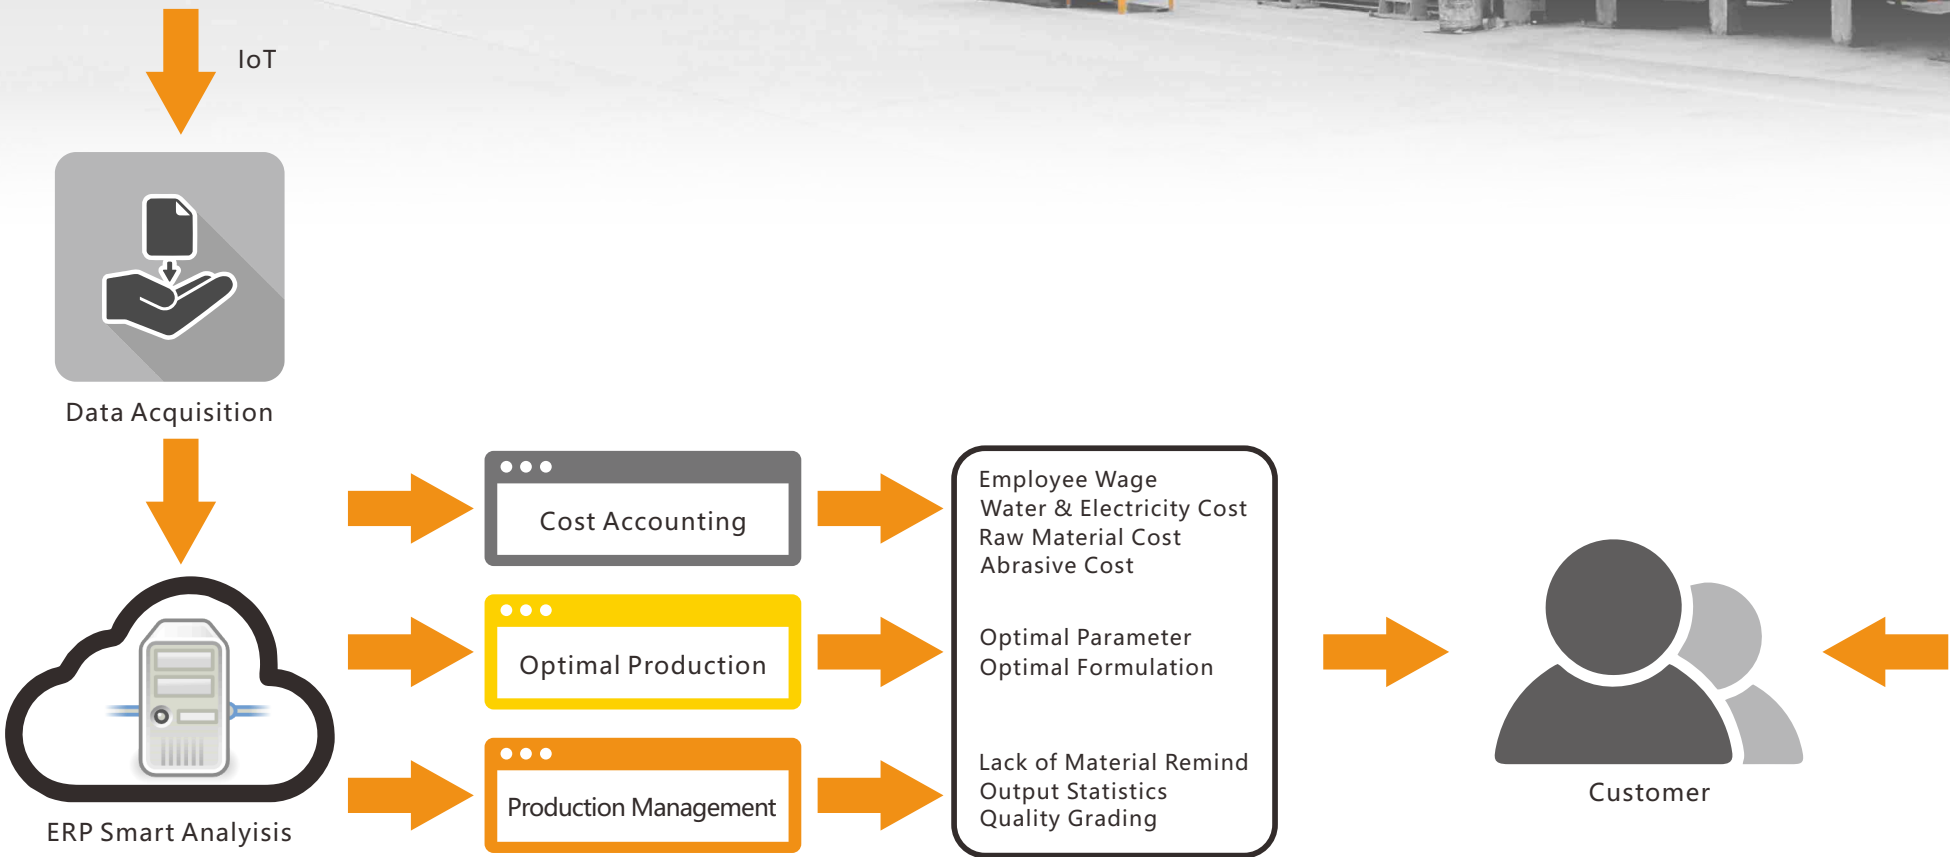 IoT
Data Acquisition
ERP Smart Analyisis
Cost Accounting
Optimal Production
Production Management
Employee Wage
Water & Electricity Cost
Raw Material Cost
Abrasive Cost
Optimal Parameter
Optimal Formulation
Lack of Material Remind
Output Statistics
Quality Grading
Customer